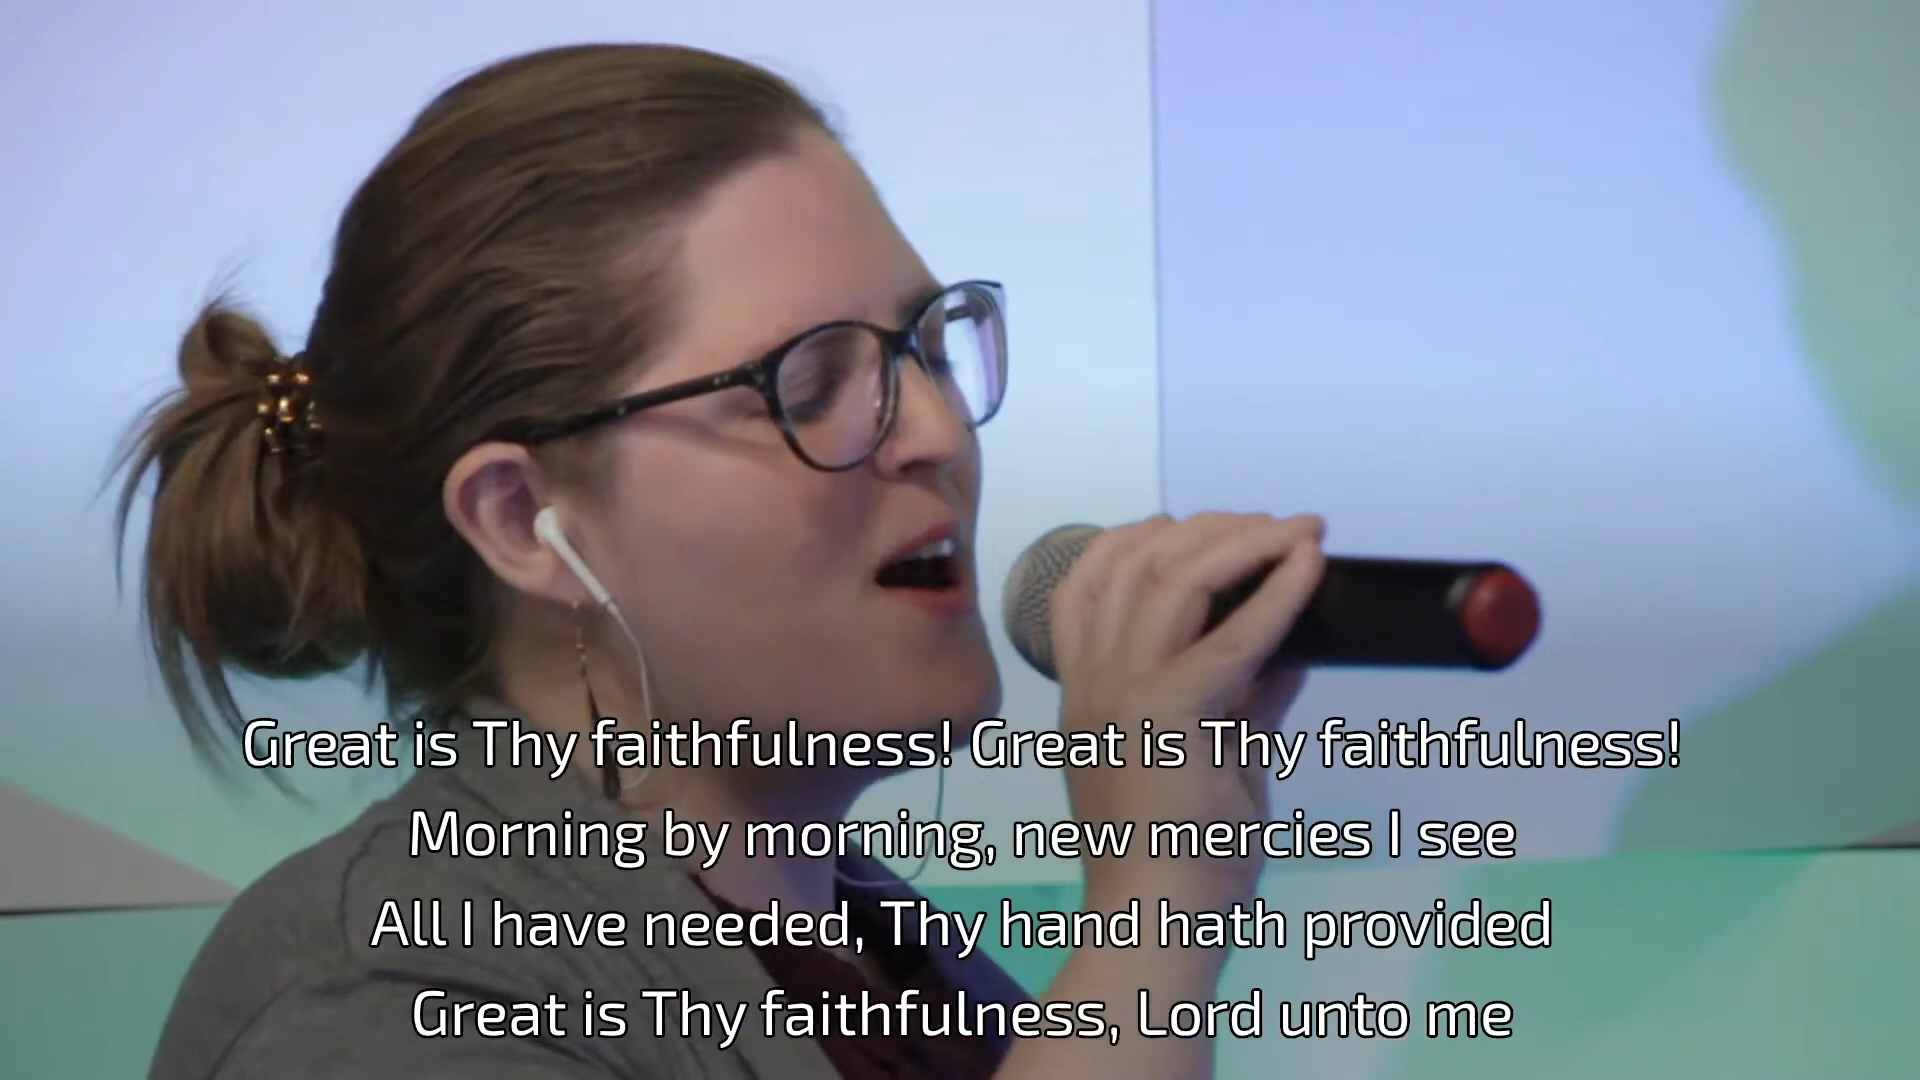 Great is Thy faithfulness! Great is Thy faithfulness!
Morning by morning, new mercies I see
All I have needed, Thy hand hath provided
Great is Thy faithfulness, Lord unto me